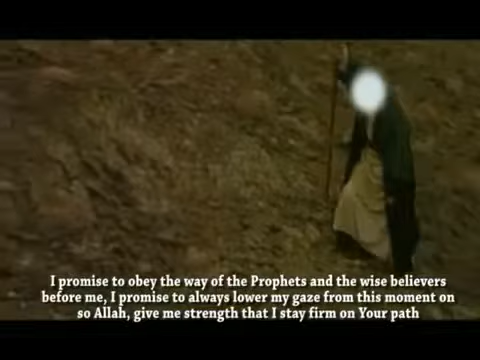 I promise to obey the way of the Prophets and the wise believers
before me, I promise to always lower my gaze from this moment on
so Allah, give me strength that I stay firm on Your path